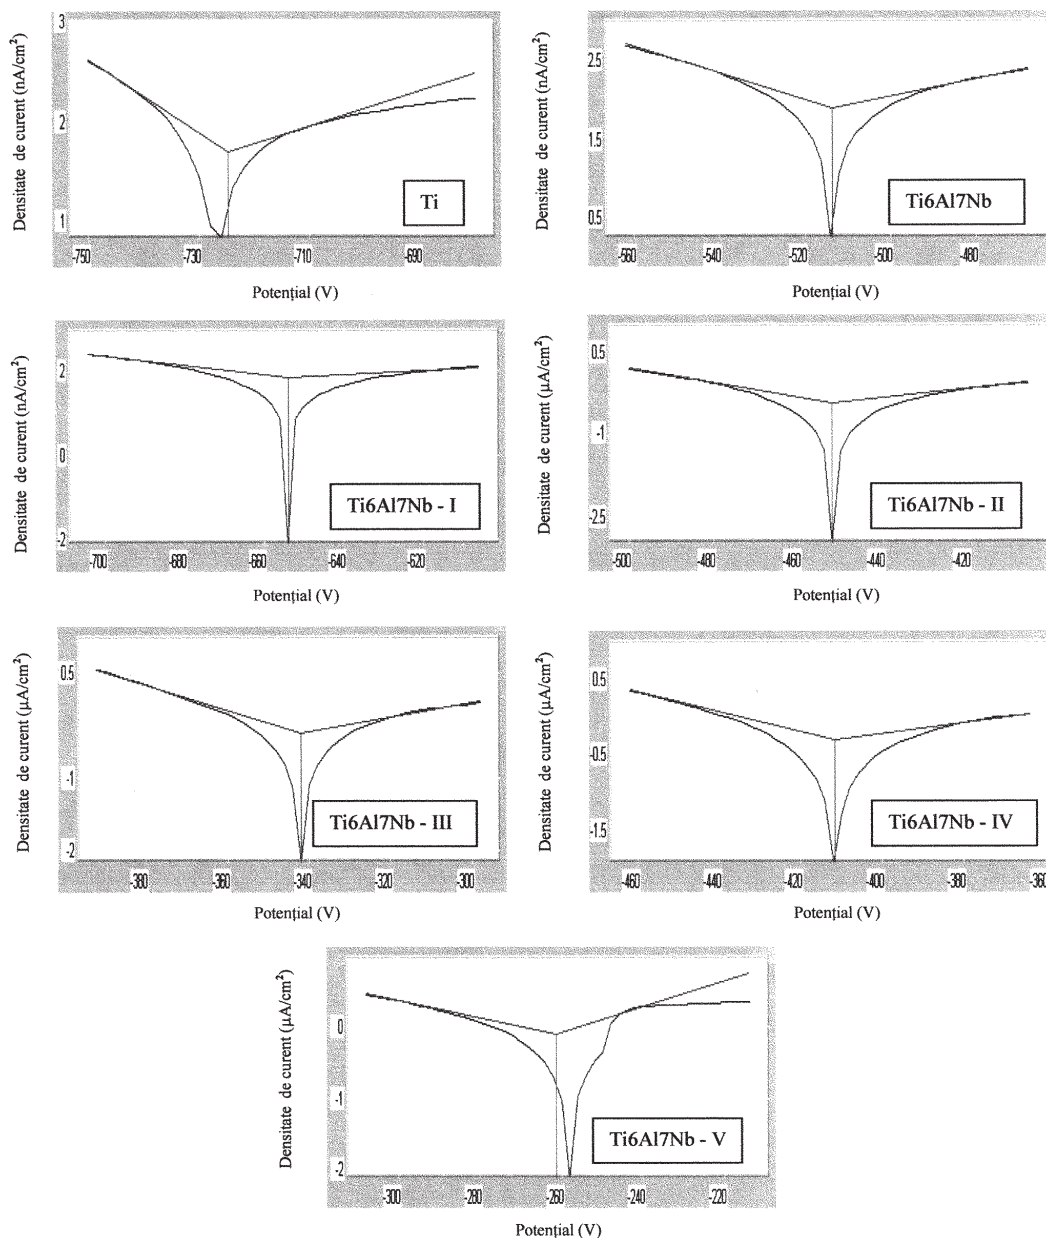 Densitate de curent (nA/cm²)
3
2
1
Ti
-750
-730
-710
-690
Potențial (V)
Densitate de curent (nA/cm²)
2.5
1.5
0.5
Ti6Al7Nb
-560
-540
-520
-500
-480
Potențial (V)
Densitate de curent (nA/cm²)
2
0
-2
Ti6Al7Nb - I
-700
-680
-660
-640
-620
Potențial (V)
Densitate de curent (µA/cm²)
0.5
-1
-2.5
Ti6Al7Nb - II
-500
-480
-460
-440
-420
Potențial (V)
Densitate de curent (µA/cm²)
0.5
-1
-2
Ti6Al7Nb - III
-380
-360
-340
-320
-300
Potențial (V)
Densitate de curent (µA/cm²)
0.5
-0.5
-1.5
Ti6Al7Nb - IV
-460
-440
-420
-400
-380
-360
Potențial (V)
Densitate de curent (µA/cm²)
0
-1
-2
Ti6Al7Nb - V
-300
-280
-260
-240
-220
Potențial (V)